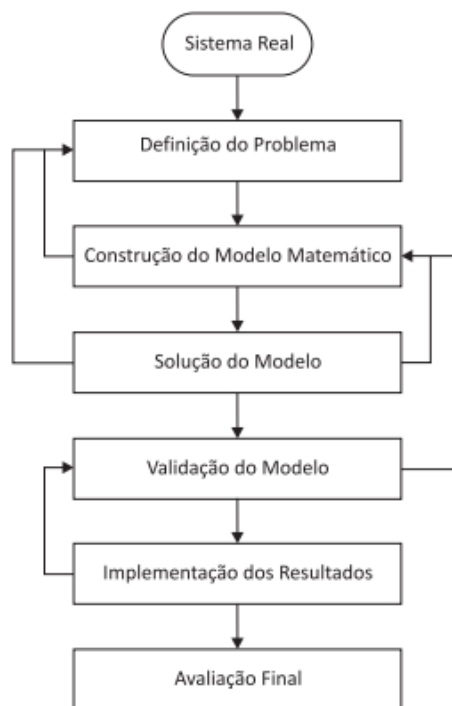 Sistema Real
Definição do Problema
Construção do Modelo Matemático
Solução do Modelo
Validação do Modelo
Implementação dos Resultados
Avaliação Final